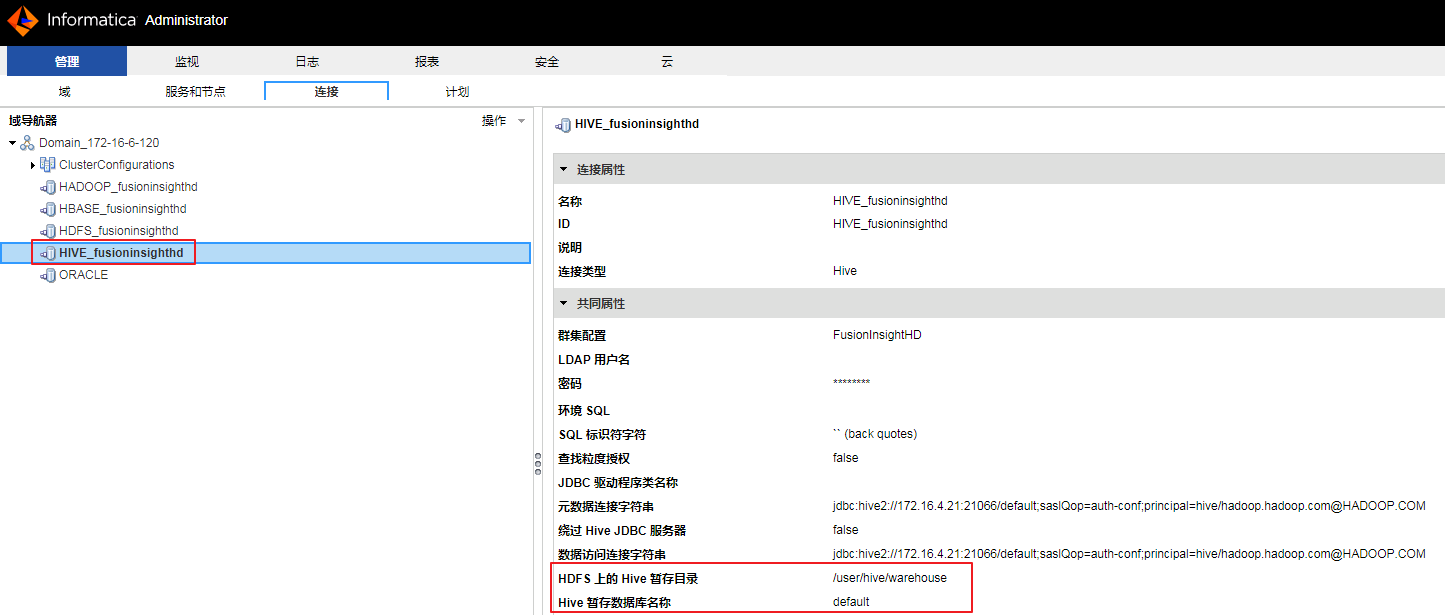 Informatica Administrator
管理 监视 日志 报表 安全 云
域 服务和节点 连接 计划
域导航器 操作
Domain_172-16-6-120
ClusterConfigurations
HADOOP_fusioninsighthd
HBASE_fusioninsighthd
HDFS_fusioninsighthd
HIVE_fusioninsighthd
ORACLE
HIVE_fusioninsighthd
连接属性
名称 HIVE_fusioninsighthd
ID HIVE_fusioninsighthd
说明
连接类型 Hive
共同属性
群集配置 FusionInsightHD
LDAP 用户名
密码 ********
环境 SQL
SQL 标识符字符 `` (back quotes)
查找粒度授权 false
JDBC 驱动程序类名称
元数据连接字符串 jdbc:hive2://172.16.4.21:21066/default;saslQop=auth-conf;principal=hive/hadoop.hadoop.com@HADOOP.COM
绕过 Hive JDBC 服务器 false
数据访问连接字符串 jdbc:hive2://172.16.4.21:21066/default;saslQop=auth-conf;principal=hive/hadoop.hadoop.com@HADOOP.COM
HDFS 上的 Hive 暂存目录 /user/hive/warehouse
Hive 暂存数据库名称 default